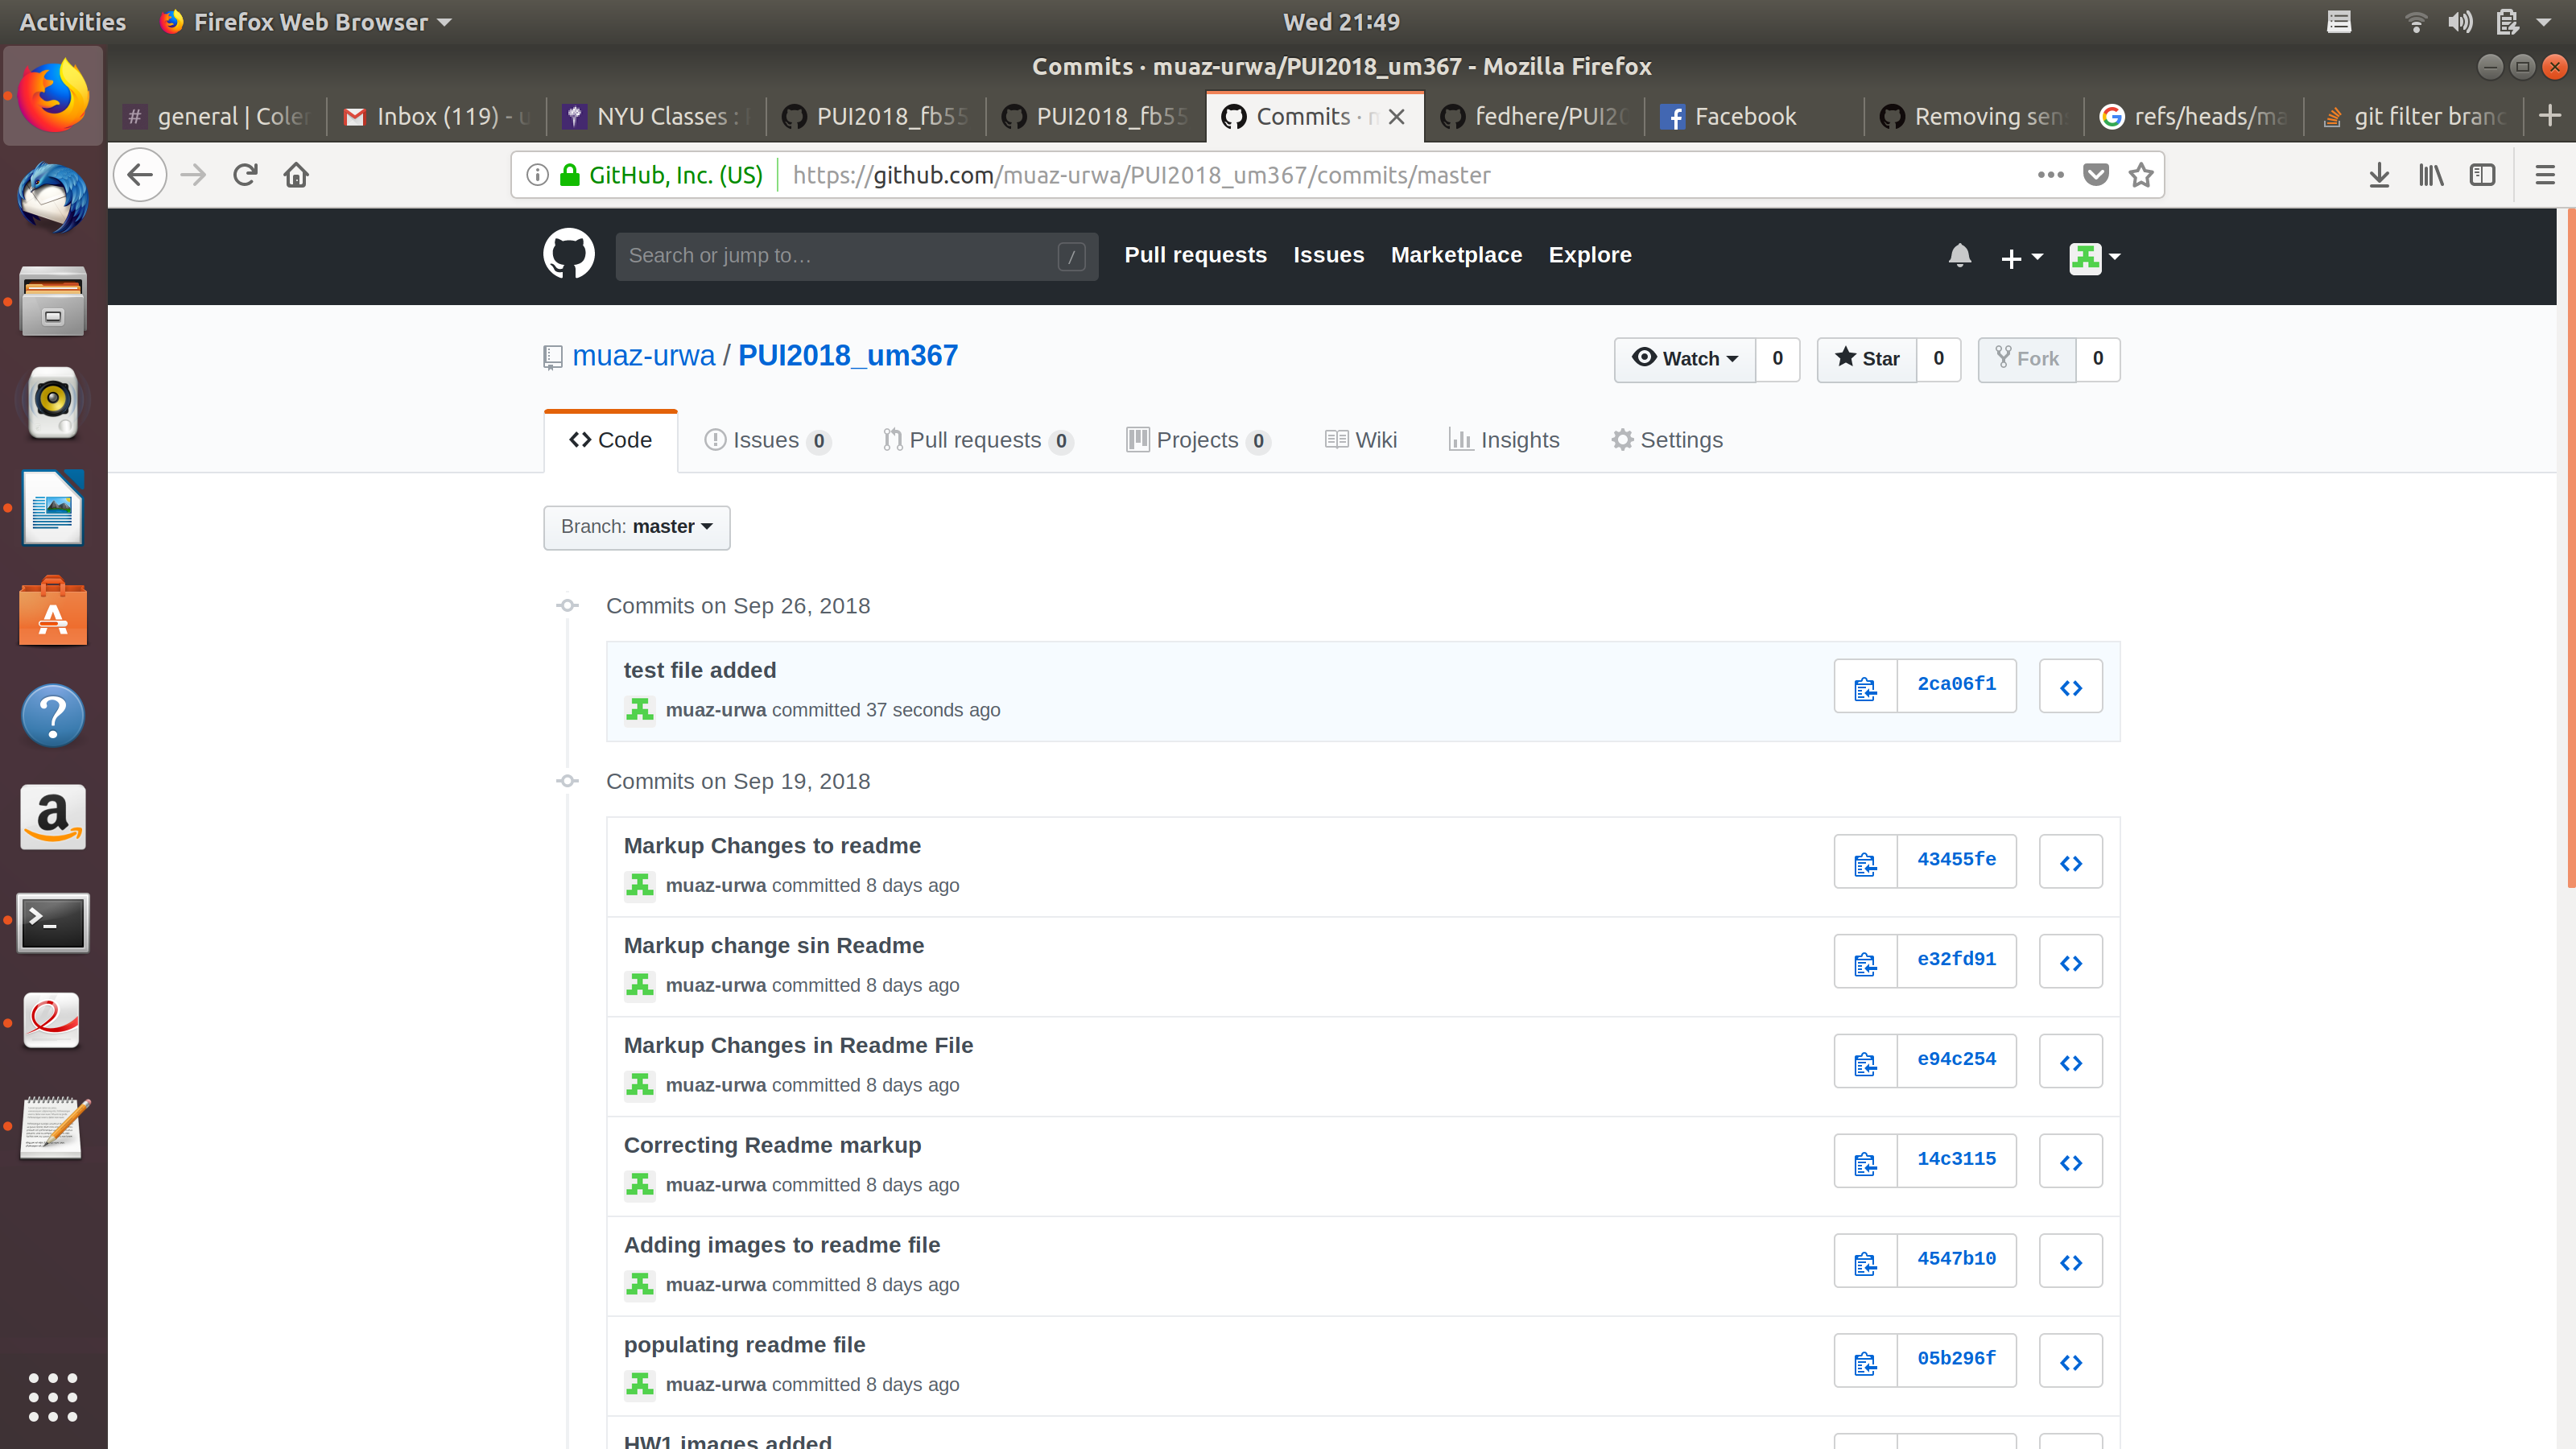 Activities Firefox Web Browser Wed 21:49
Commits · muaz-urwa/PUI2018_um367 - Mozilla Firefox
# general | Coler Inbox (119) - u NYU Classes : PUI2018_fb55 PUI2018_fb55 Commits · m fedhere/PUI20 Facebook Removing sens refs/heads/ma git filter branc
GitHub, Inc. (US) https://github.com/muaz-urwa/PUI2018_um367/commits/master
Search or jump to… / Pull requests Issues Marketplace Explore
muaz-urwa / PUI2018_um367 Watch 0 Star 0 Fork 0
Code Issues 0 Pull requests 0 Projects 0 Wiki Insights Settings
Branch: master
Commits on Sep 26, 2018
test file added 2ca06f1
muaz-urwa committed 37 seconds ago
Commits on Sep 19, 2018
Markup Changes to readme 43455fe
muaz-urwa committed 8 days ago
Markup change sin Readme e32fd91
muaz-urwa committed 8 days ago
Markup Changes in Readme File e94c254
muaz-urwa committed 8 days ago
Correcting Readme markup 14c3115
muaz-urwa committed 8 days ago
Adding images to readme file 4547b10
muaz-urwa committed 8 days ago
populating readme file 05b296f
muaz-urwa committed 8 days ago
HW1 images added